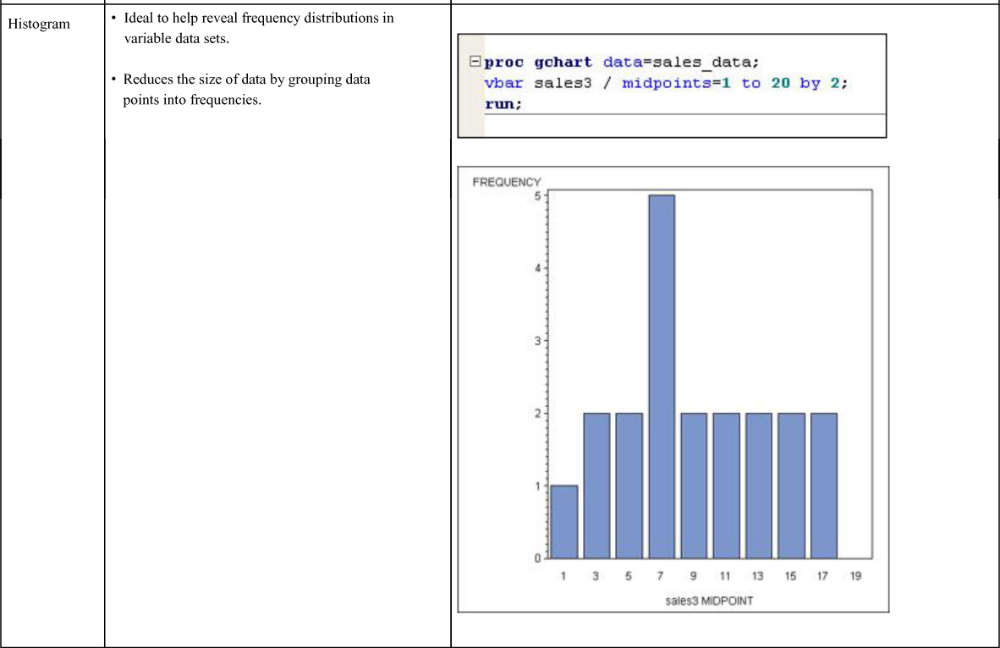 Histogram
• Ideal to help reveal frequency distributions in
variable data sets.
• Reduces the size of data by grouping data
points into frequencies.
proc gchart data=sales_data;
vbar sales3 / midpoints=1 to 20 by 2;
run;
FREQUENCY
5
4
3
2
1
0
1 3 5 7 9 11 13 15 17 19
sales3 MIDPOINT